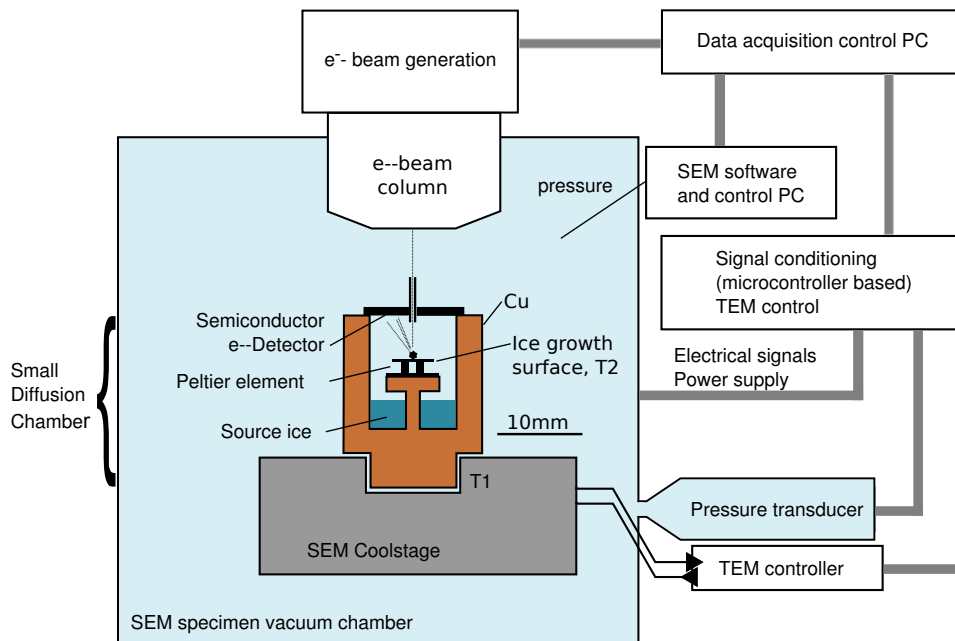 e⁻- beam generation
Data acquisition control PC
e--beam
column
pressure
SEM software
and control PC
Signal conditioning
(microcontroller based)
TEM control
Cu
Semiconductor
e--Detector
Ice growth
surface, T2
Peltier element
Electrical signals
Power supply
Small
Diffusion
Chamber
Source ice
10mm
T1
Pressure transducer
SEM Coolstage
TEM controller
SEM specimen vacuum chamber